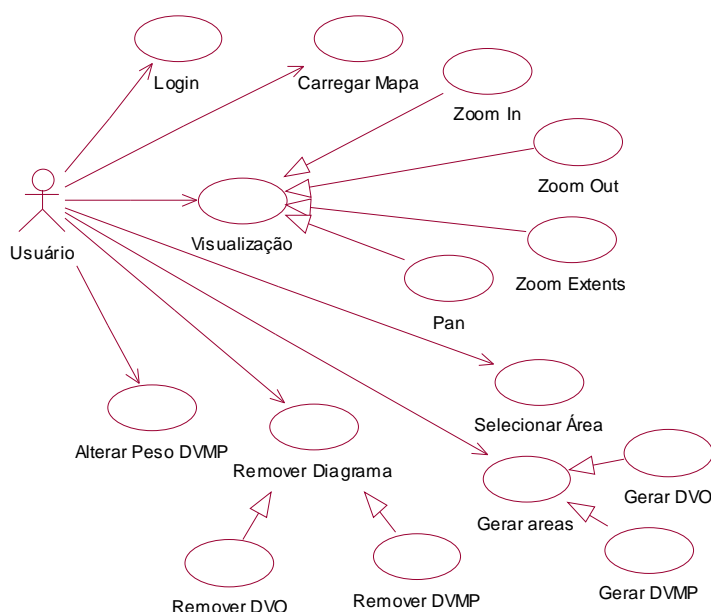 Login
Carregar Mapa
Zoom In
Zoom Out
Usuário
Visualização
Zoom Extents
Pan
Selecionar Área
Alterar Peso DVMP
Remover Diagrama
Gerar DVO
Gerar areas
Remover DVO
Remover DVMP
Gerar DVMP